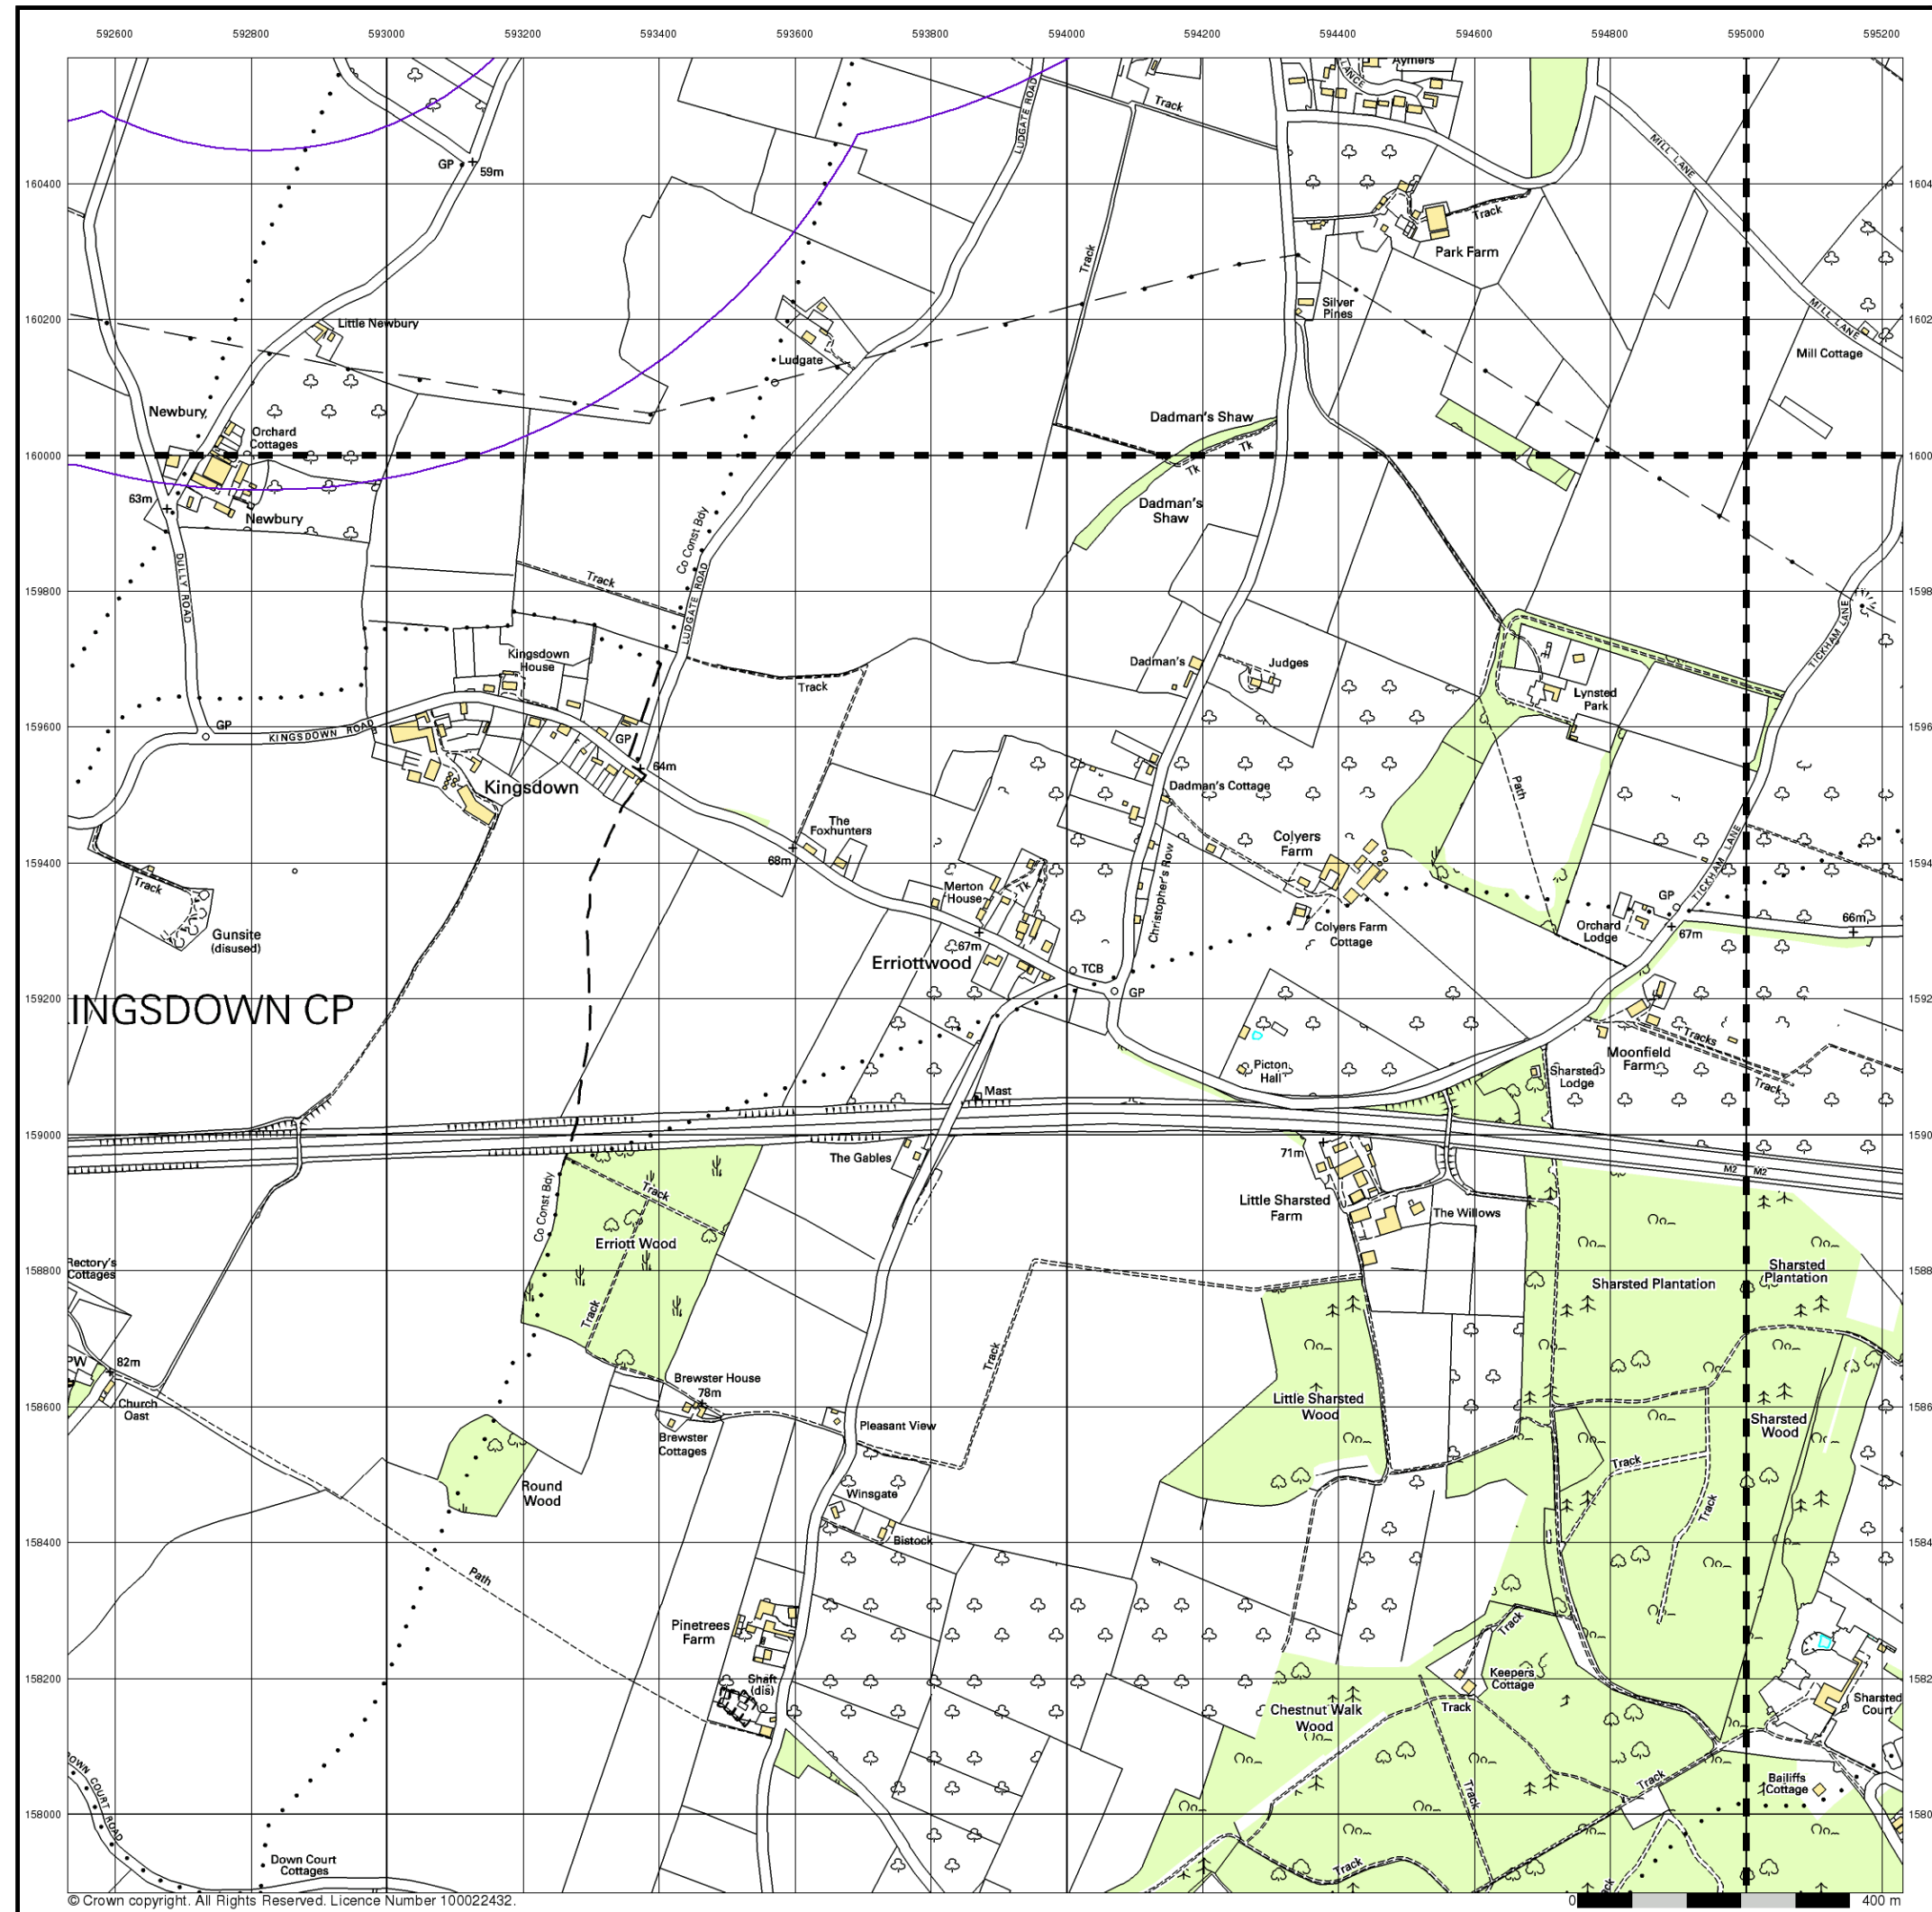 592600 592800 593000 593200 593400 593600 593800 594000 594200 594400 594600 594800 595000 595200
Aymers
LUDGATE ROAD
Track
MILL LANE
GP
59m
160400
Track
Park Farm
Track
Silver
Pines
160200
Little Newbury
Ludgate
MILL LANE
Mill Cottage
Newbury
Orchard
Cottages
Dadman's Shaw
Tk
Tk
160000
63m
Newbury
Dadman's
Shaw
Co Const Bdy
DULLY ROAD
Track
LUDGATE ROAD
159800
TICKHAM LANE
Kingsdown
House
Dadman's
Judges
Track
Lynsted
Park
GP
KINGSDOWN ROAD
GP
159600
64m
Kingsdown
Dadman's Cottage
Path
The
Foxhunters
Colyers
Farm
TICKHAM LANE
68m
159400
Track
Merton
House
Tk
Christopher's Row
GP
66m
Gunsite
(disused)
67m
Colyers Farm
Cottage
Orchard
Lodge
67m
Erriottwood
TCB
GP
159200
INGSDOWN CP
Tracks
Picton
Hall
Moonfield
Farm
Sharsted
Lodge
Track
Mast
159000
The Gables
71m
M2 M2
Track
Co Const Bdy
Little Sharsted
Farm
The Willows
Erriott Wood
Rectory's
Cottages
158800
Sharsted Plantation
Sharsted
Plantation
Track
Track
PW
82m
Brewster House
78m
Church
Oast
Little Sharsted
Wood
158600
Pleasant View
Sharsted
Wood
Brewster
Cottages
Track
Round
Wood
Winsgate
Track
Bistock
158400
Path
Pinetrees
Farm
Track
Shaft
(dis)
Keepers
Cottage
158200
Sharsted
Court
Chestnut Walk
Wood
Track
OWN COURT ROAD
Track
Track
Bailiffs
Cottage
158000
Down Court
Cottages
Track
© Crown copyright. All Rights Reserved. Licence Number 100022432.
0 400 m